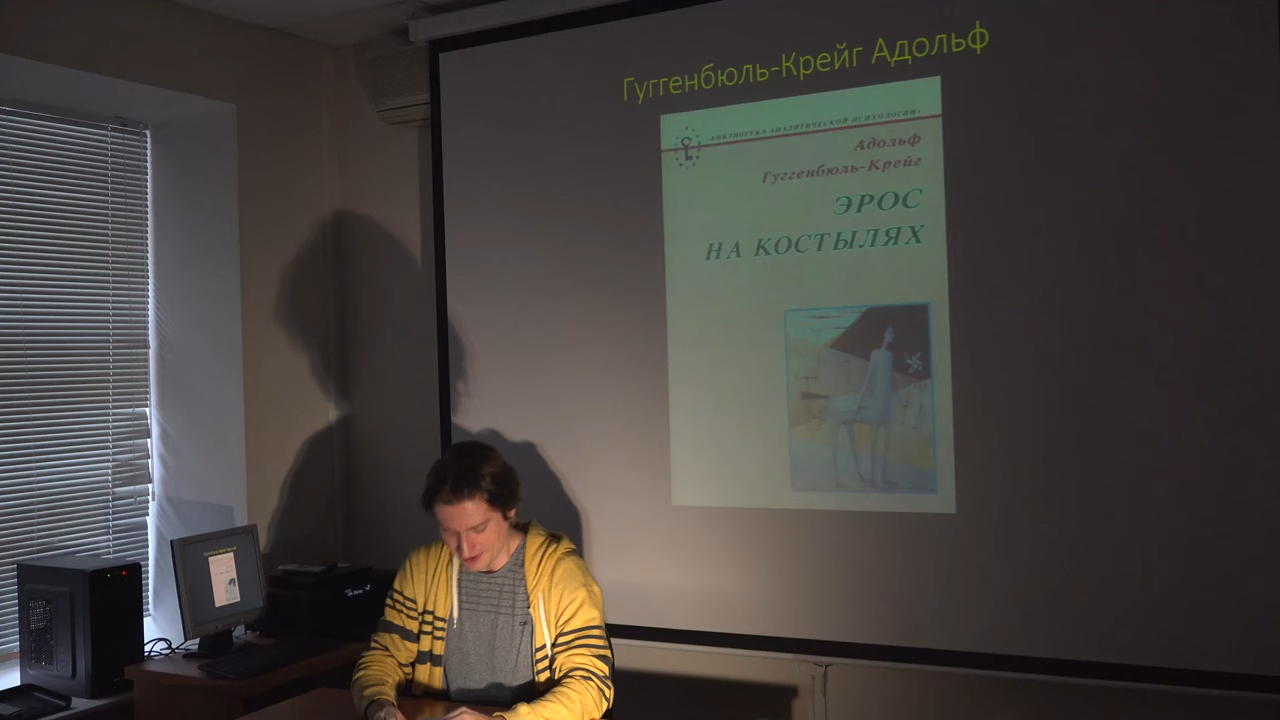 Гуггенбюль-Крейг Адольф
«БИБЛИОТЕКА АНАЛИТИЧЕСКОЙ ПСИХОЛОГИИ»
Адольф
Гуггенбюль-Крейг
ЭРОС
НА КОСТЫЛЯХ